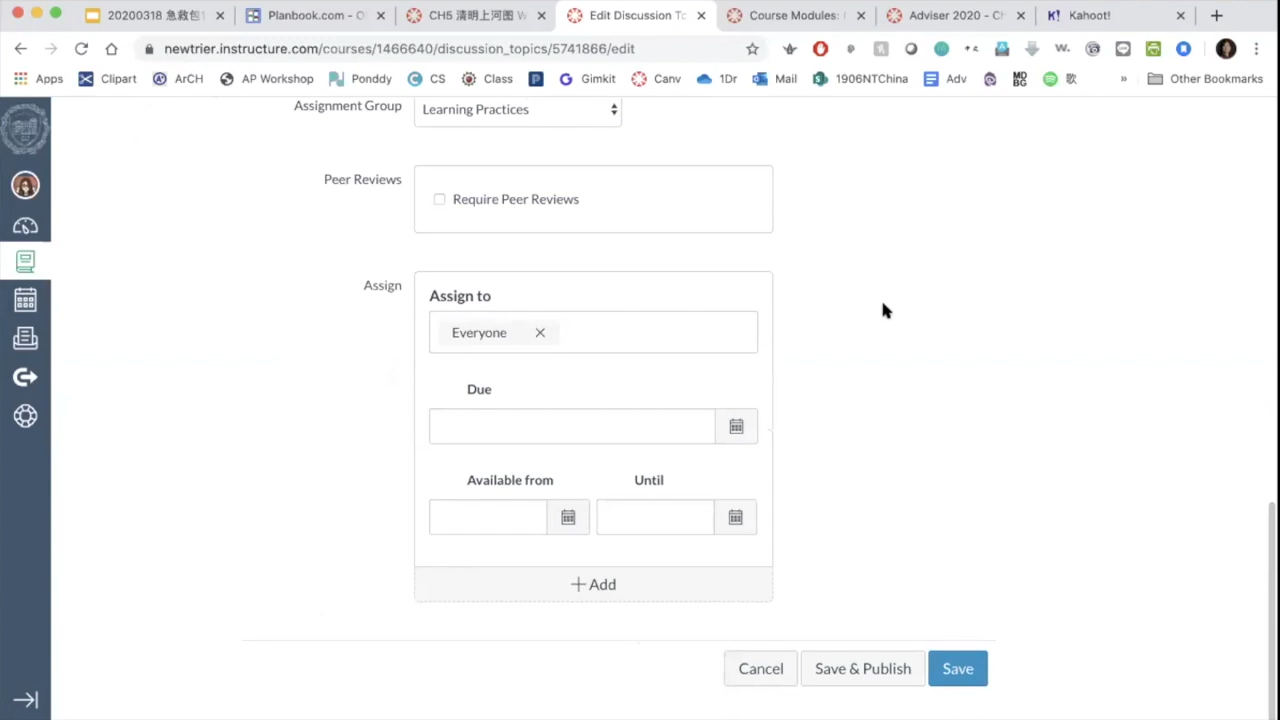 20200318 急救包
Planbook.com - O
CH5 清明上河图 W
Edit Discussion To
Course Modules:
Adviser 2020 - Ch
K! Kahoot!
newtrier.instructure.com/courses/1466640/discussion_topics/5741866/edit
Apps Clipart ArCH AP Workshop Ponddy CS Class Gimkit Canv Dr Mail 1906NTChina Adv MDBG 歌 » Other Bookmarks
Assignment Group
Learning Practices
Peer Reviews
Require Peer Reviews
Assign
Assign to
Everyone
Due
Available from Until
+ Add
Cancel Save & Publish Save